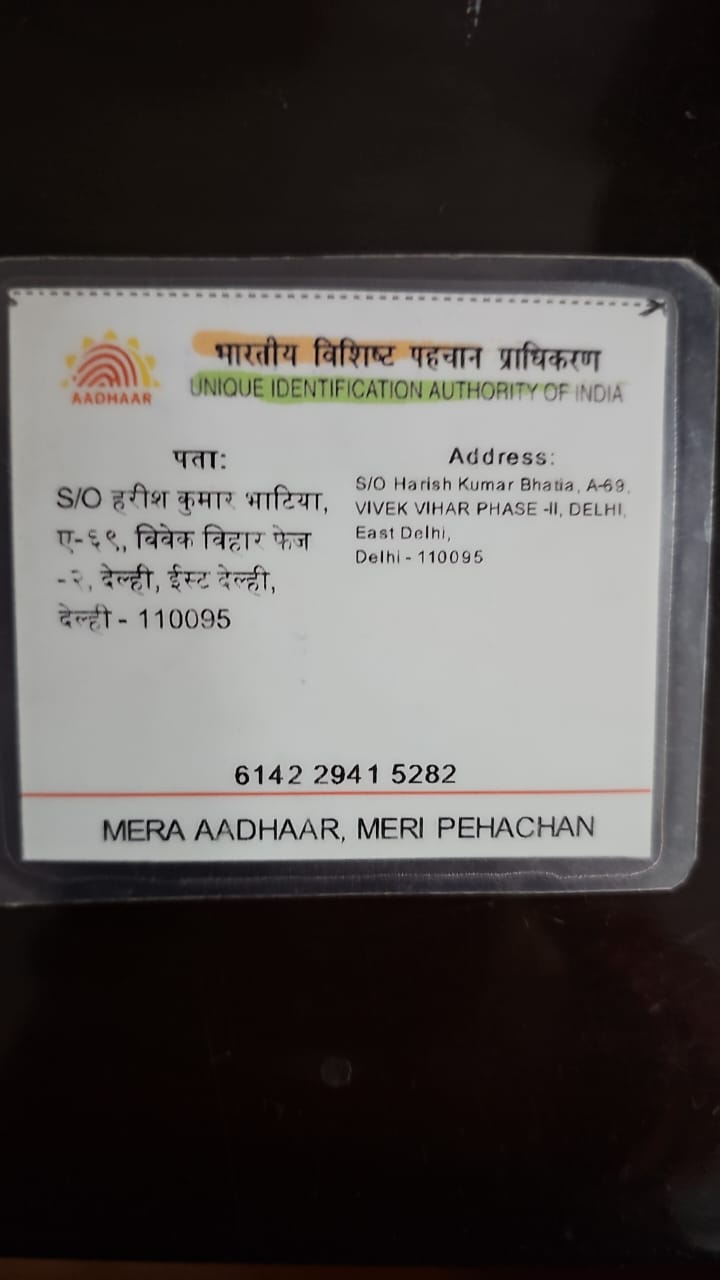 AADHAAR
भारतीय विशिष्ट पहचान प्राधिकरण
UNIQUE IDENTIFICATION AUTHORITY OF INDIA
पता:
S/O हरीश कुमार भाटिया,
ए-६९, विवेक विहार फेज
-२, देल्ही, ईस्ट देल्ही,
देल्ही - 110095
Address:
S/O Harish Kumar Bhatia, A-69,
VIVEK VIHAR PHASE -II, DELHI,
East Delhi,
Delhi - 110095
6142 2941 5282
MERA AADHAAR, MERI PEHACHAN